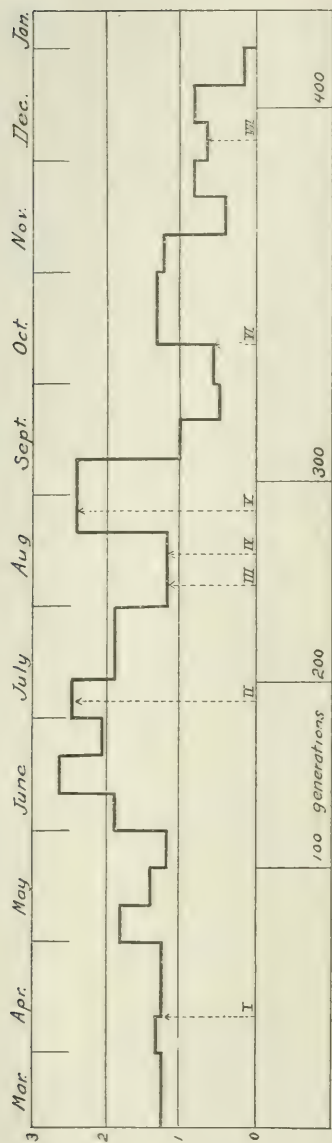 Mar. Apr. May June July Aug Sept. Oct. Nov. Dec. Jan.
3
2
1
0
I II III IV V VI VII
100 generations 200 300 400